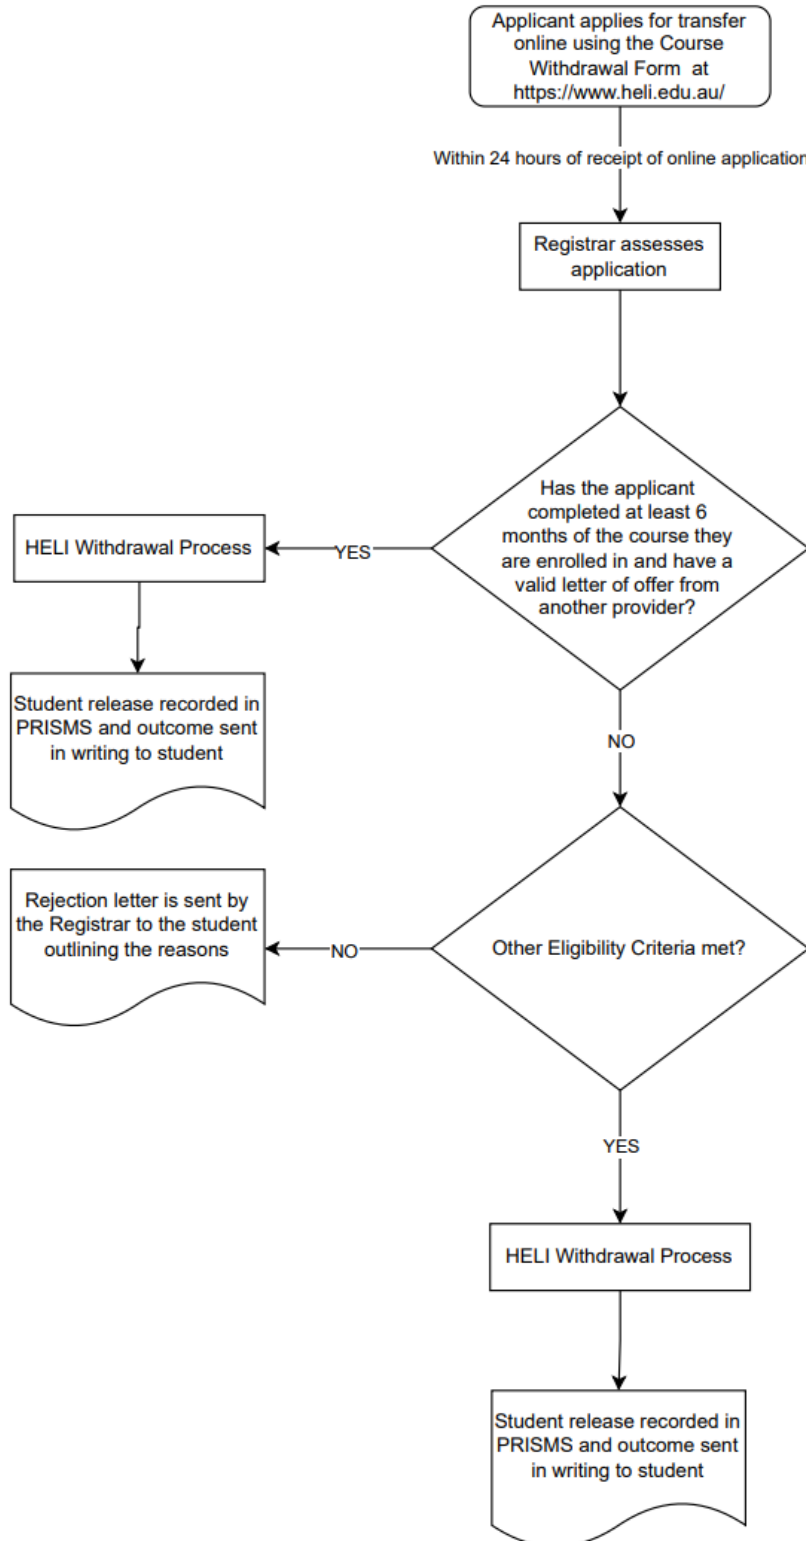 Applicant applies for transfer
online using the Course
Withdrawal Form at
https://www.heli.edu.au/
Within 24 hours of receipt of online application
Registrar assesses
application
Has the applicant
completed at least 6
months of the course they
are enrolled in and have a
valid letter of offer from
another provider?
YES
HELI Withdrawal Process
Student release recorded in
PRISMS and outcome sent
in writing to student
NO
Other Eligibility Criteria met?
NO
Rejection letter is sent by
the Registrar to the student
outlining the reasons
YES
HELI Withdrawal Process
Student release recorded in
PRISMS and outcome sent
in writing to student